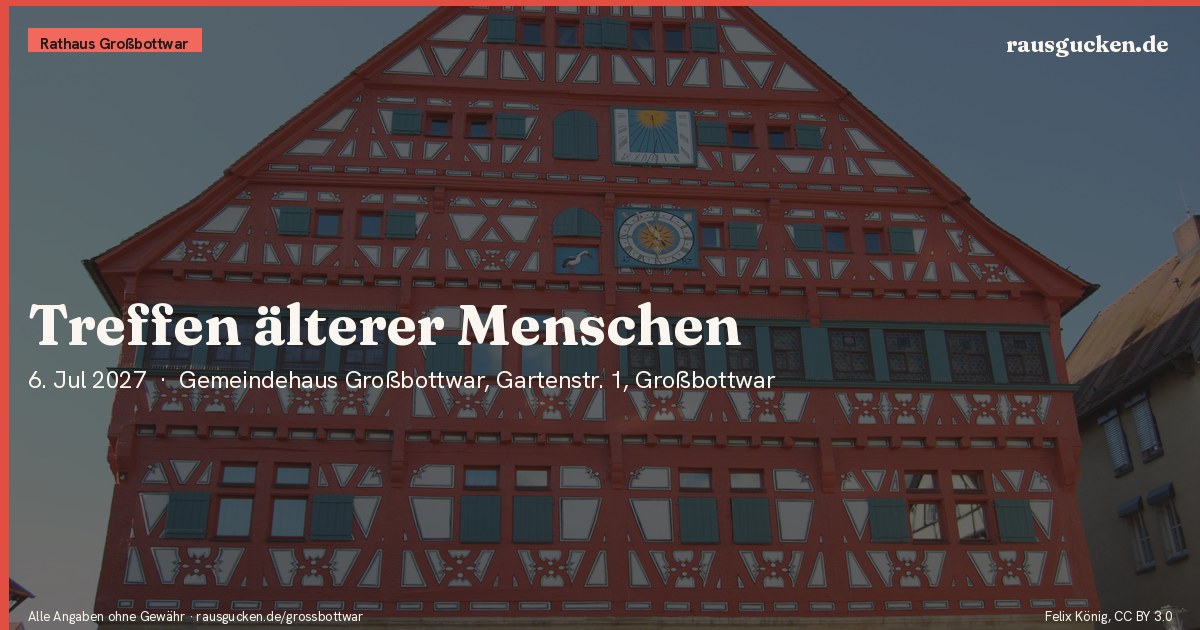 Rathaus Großbottwar
rausgucken.de
Treffen älterer Menschen
6. Jul 2027 · Gemeindehaus Großbottwar, Gartenstr. 1, Großbottwar
Alle Angaben ohne Gewähr · rausgucken.de/grossbottwar
Felix König, CC BY 3.0